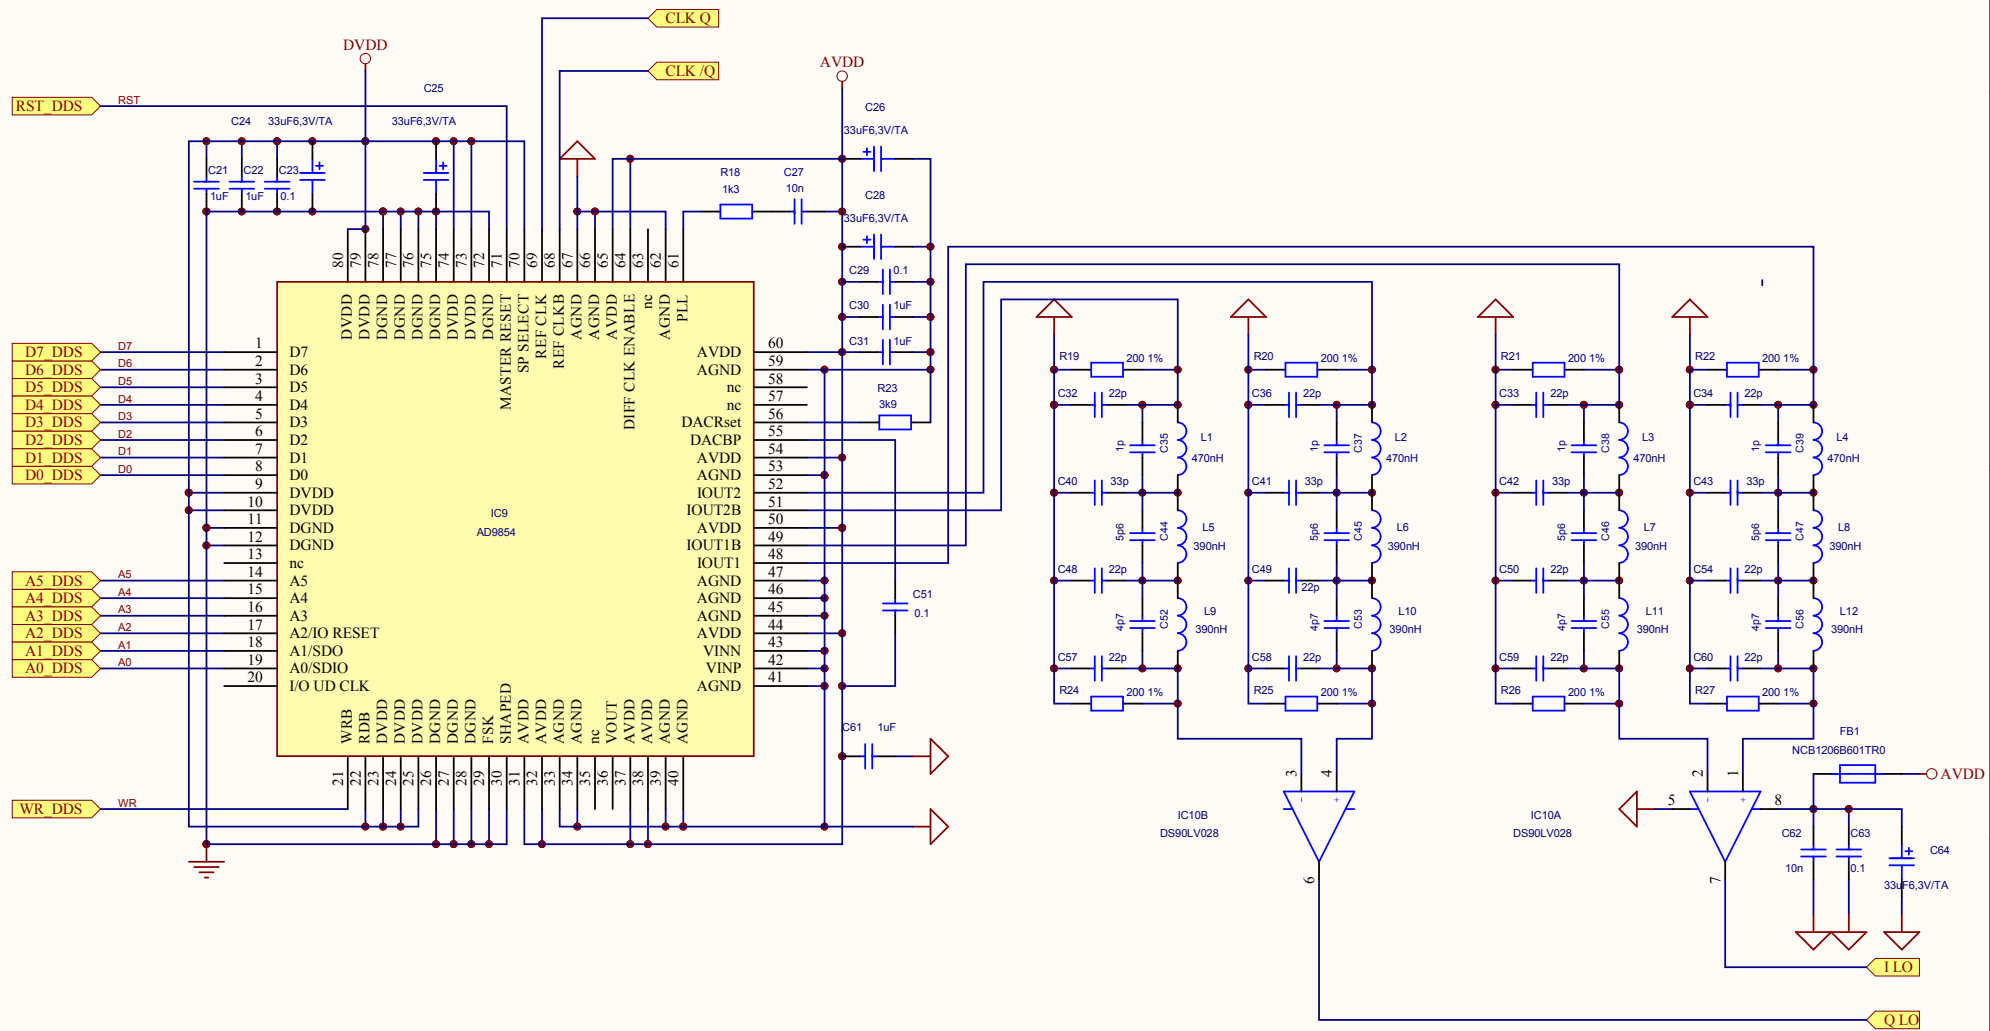 CLK Q
CLK /Q
DVDD
AVDD
RST_DDS
RST
C25
C24
33uF6,3V/TA
33uF6,3V/TA
C21
1uF
C22
1uF
C23
0.1
C26
33uF6,3V/TA
R18
1k3
C27
10n
C28
33uF6,3V/TA
C29
0.1
C30
1uF
C31
1uF
R23
3k9
80 79 78 77 76 75 74 73 72 71 70 69 68 67 66 65 64 63 62 61
DVDD
DVDD
DGND
DGND
DGND
DGND
DVDD
DVDD
DGND
MASTER RESET
SP SELECT
REF CLK
REF CLKB
AGND
AGND
AVDD
DIFF CLK ENABLE
nc
AGND
PLL
D7_DDS D7 1 D7
D6_DDS D6 2 D6
D5_DDS D5 3 D5
D4_DDS D4 4 D4
D3_DDS D3 5 D3
D2_DDS D2 6 D2
D1_DDS D1 7 D1
D0_DDS D0 8 D0
9 DVDD
10 DVDD
11 DGND
12 DGND
13 nc
A5_DDS A5 14 A5
A4_DDS A4 15 A4
A3_DDS A3 16 A3
A2_DDS A2 17 A2/IO RESET
A1_DDS A1 18 A1/SDO
A0_DDS A0 19 A0/SDIO
20 I/O UD CLK
IC9
AD9854
AVDD 60
AGND 59
nc 58
nc 57
DACRset 56
DACBP 55
AVDD 54
AGND 53
IOUT2 52
IOUT2B 51
AVDD 50
IOUT1B 49
IOUT1 48
AGND 47
AGND 46
AGND 45
AVDD 44
VINN 43
VINP 42
AGND 41
WRB
RDB
DVDD
DVDD
DVDD
DGND
DGND
DGND
FSK
SHAPED
AVDD
AVDD
AGND
AGND
nc
VOUT
AVDD
AVDD
AGND
AGND
21 22 23 24 25 26 27 28 29 30 31 32 33 34 35 36 37 38 39 40
WR_DDS
WR
C51
0.1
C61
1uF
R19
200 1%
C32
22p
1p
C35
L1
470nH
C40
33p
5p6
C44
L5
390nH
C48
22p
4p7
C52
L9
390nH
C57
22p
R24
200 1%
R20
200 1%
C36
22p
1p
C37
L2
470nH
C41
33p
5p6
C45
L6
390nH
C49
22p
4p7
C53
L10
390nH
C58
22p
R25
200 1%
R21
200 1%
C33
22p
1p
C38
L3
470nH
C42
33p
5p6
C46
L7
390nH
C50
22p
4p7
C55
L11
390nH
C59
22p
R26
200 1%
R22
200 1%
C34
22p
1p
C39
L4
470nH
C43
33p
5p6
C47
L8
390nH
C54
22p
4p7
C56
L12
390nH
C60
22p
R27
200 1%
3
4
-
+
IC10B
DS90LV028
6
2
1
-
+
5
8
IC10A
DS90LV028
7
FB1
NCB1206B601TR0
AVDD
C62
10n
C63
0.1
C64
33uF6,3V/TA
I LO
Q LO